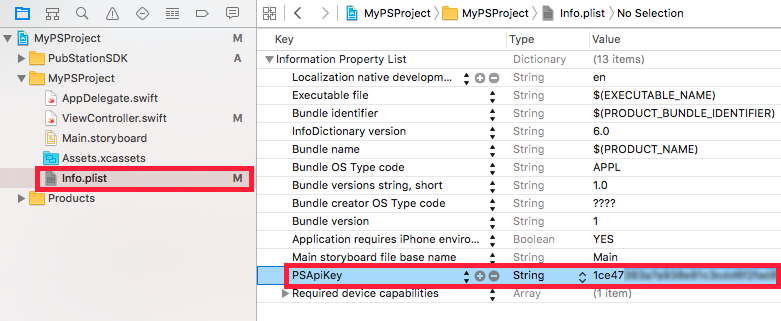 MyPSProject M
PubStationSDK A
MyPSProject
AppDelegate.swift
ViewController.swift M
Main.storyboard
Assets.xcassets
Info.plist M
Products
MyPSProject MyPSProject Info.plist No Selection
Key Type Value
Information Property List Dictionary (13 items)
Localization native developm... String en
Executable file String $(EXECUTABLE_NAME)
Bundle identifier String $(PRODUCT_BUNDLE_IDENTIFIER)
InfoDictionary version String 6.0
Bundle name String $(PRODUCT_NAME)
Bundle OS Type code String APPL
Bundle versions string, short String 1.0
Bundle creator OS Type code String ????
Bundle version String 1
Application requires iPhone enviro... Boolean YES
Main storyboard file base name String Main
PSApiKey String 1ce47
Required device capabilities Array (1 item)